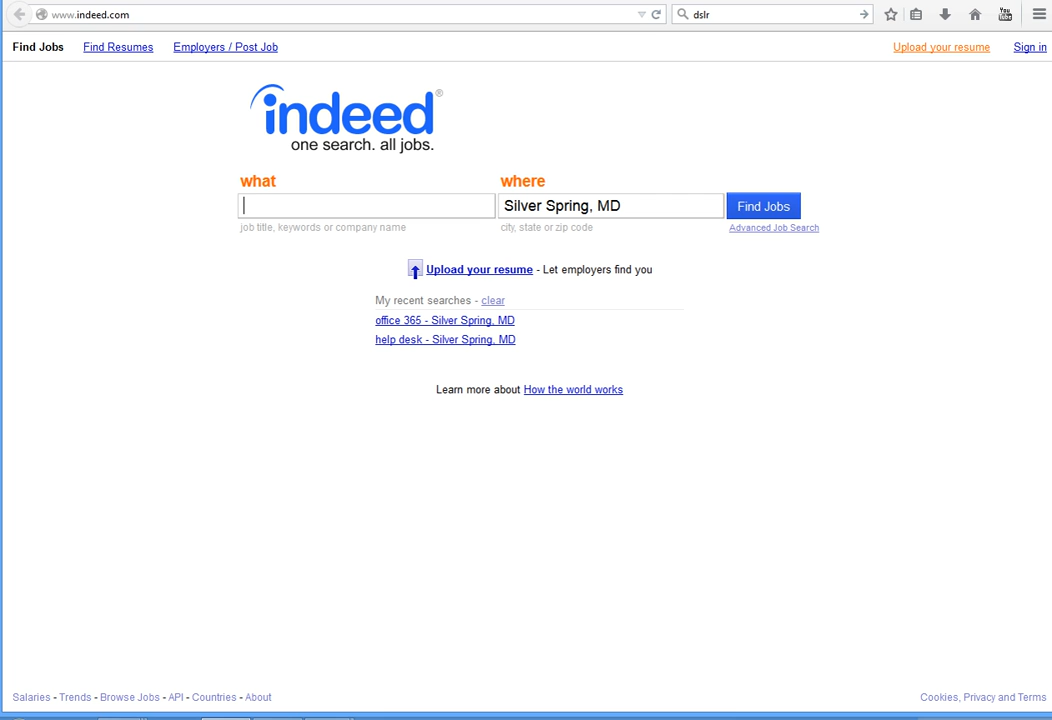 www.indeed.com
dslr
You
Find Jobs Find Resumes Employers / Post Job Upload your resume Sign in
indeed®
one search. all jobs.
what where
Silver Spring, MD Find Jobs
job title, keywords or company name city, state or zip code Advanced Job Search
Upload your resume - Let employers find you
My recent searches - clear
office 365 - Silver Spring, MD
help desk - Silver Spring, MD
Learn more about How the world works
Salaries - Trends - Browse Jobs - API - Countries - About Cookies, Privacy and Terms